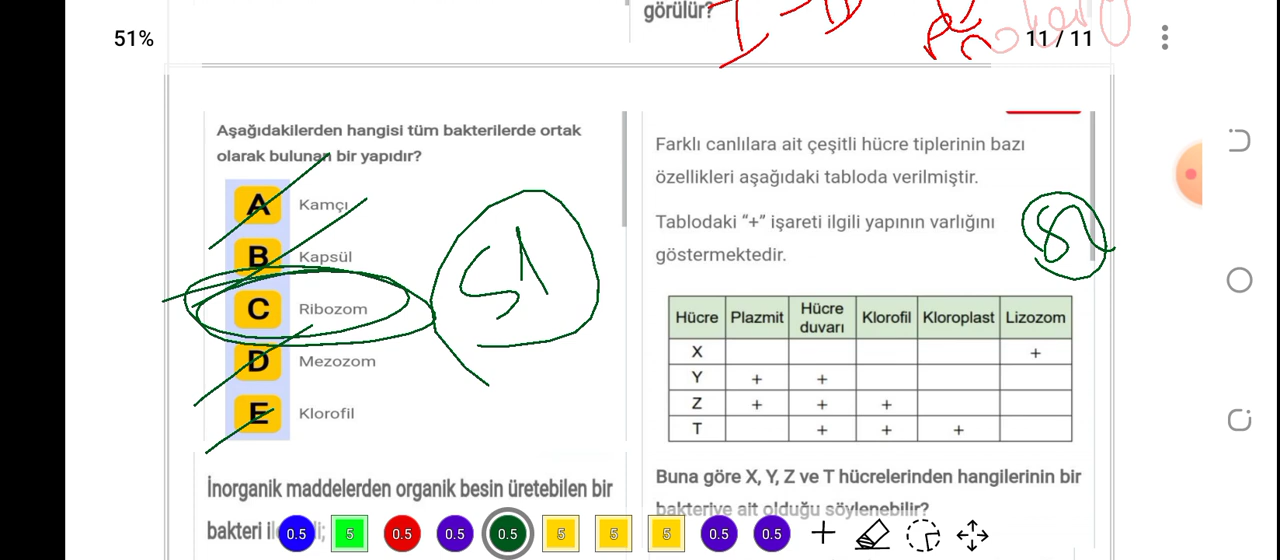 görülür?
51%
11 / 11
Aşağıdakilerden hangisi tüm bakterilerde ortak
olarak bulunan bir yapıdır?
A Kamçı
B Kapsül
C Ribozom
D Mezozom
E Klorofil
51
İnorganik maddelerden organik besin üretebilen bir
bakteri
Farklı canlılara ait çeşitli hücre tiplerinin bazı
özellikleri aşağıdaki tabloda verilmiştir.
Tablodaki “+” işareti ilgili yapının varlığını
göstermektedir.
52
Hücre Plazmit Hücre duvarı Klorofil Kloroplast Lizozom
X +
Y + +
Z + + +
T + + +
Buna göre X, Y, Z ve T hücrelerinden hangilerinin bir
bakteriye ait olduğu söylenebilir?
0.5 5 0.5 0.5 0.5 5 5 5 0.5 0.5